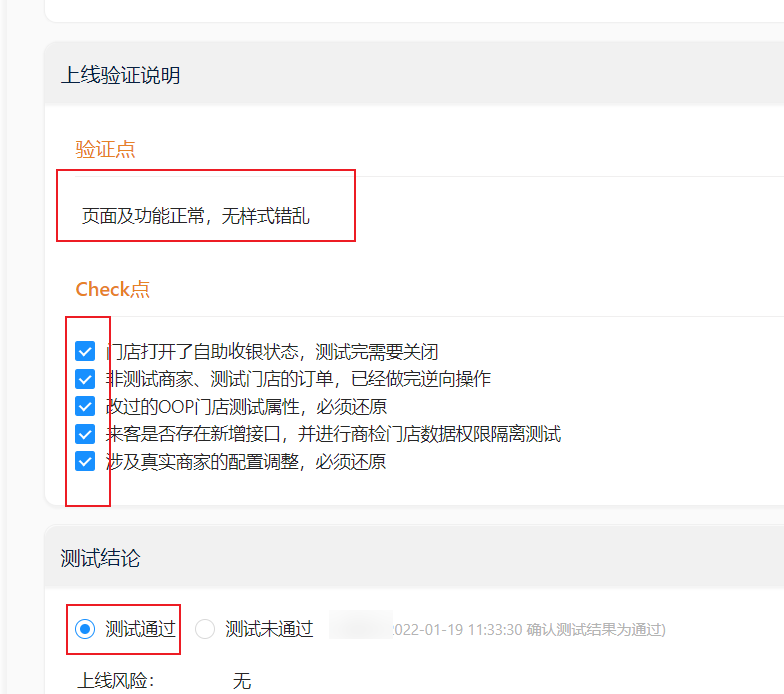 上线验证说明
验证点
页面及功能正常，无样式错乱
Check点
门店打开了自助收银状态，测试完需要关闭
非测试商家、测试门店的订单，已经做完逆向操作
改过的OOP门店测试属性，必须还原
来客是否存在新增接口，并进行商检门店数据权限隔离测试
涉及真实商家的配置调整，必须还原
测试结论
测试通过 测试未通过 2022-01-19 11:33:30 确认测试结果为通过)
上线风险： 无